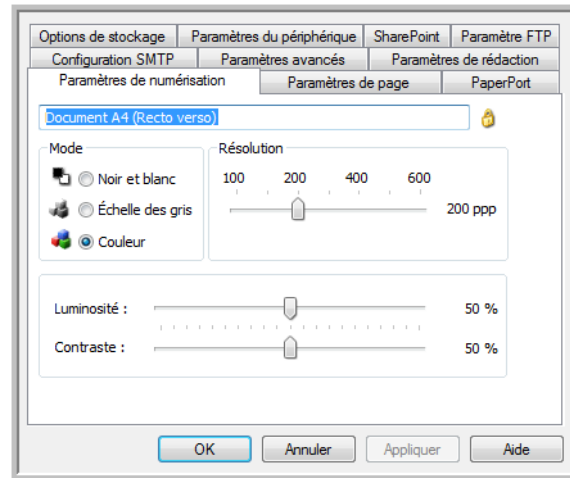 Options de stockage Paramètres du périphérique SharePoint Paramètre FTP
Configuration SMTP Paramètres avancés Paramètres de rédaction
Paramètres de numérisation Paramètres de page PaperPort
Document A4 (Recto verso)
Mode Résolution
Noir et blanc 100 200 400 600
Échelle des gris 200 ppp
Couleur
Luminosité : 50 %
Contraste : 50 %
OK Annuler Appliquer Aide